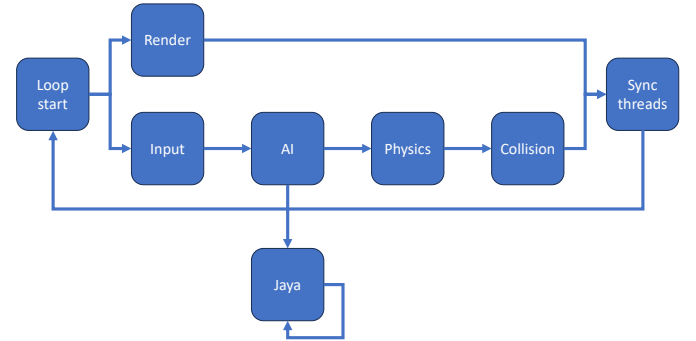 Render
Loop
start
Sync
threads
Input
AI
Physics
Collision
Jaya